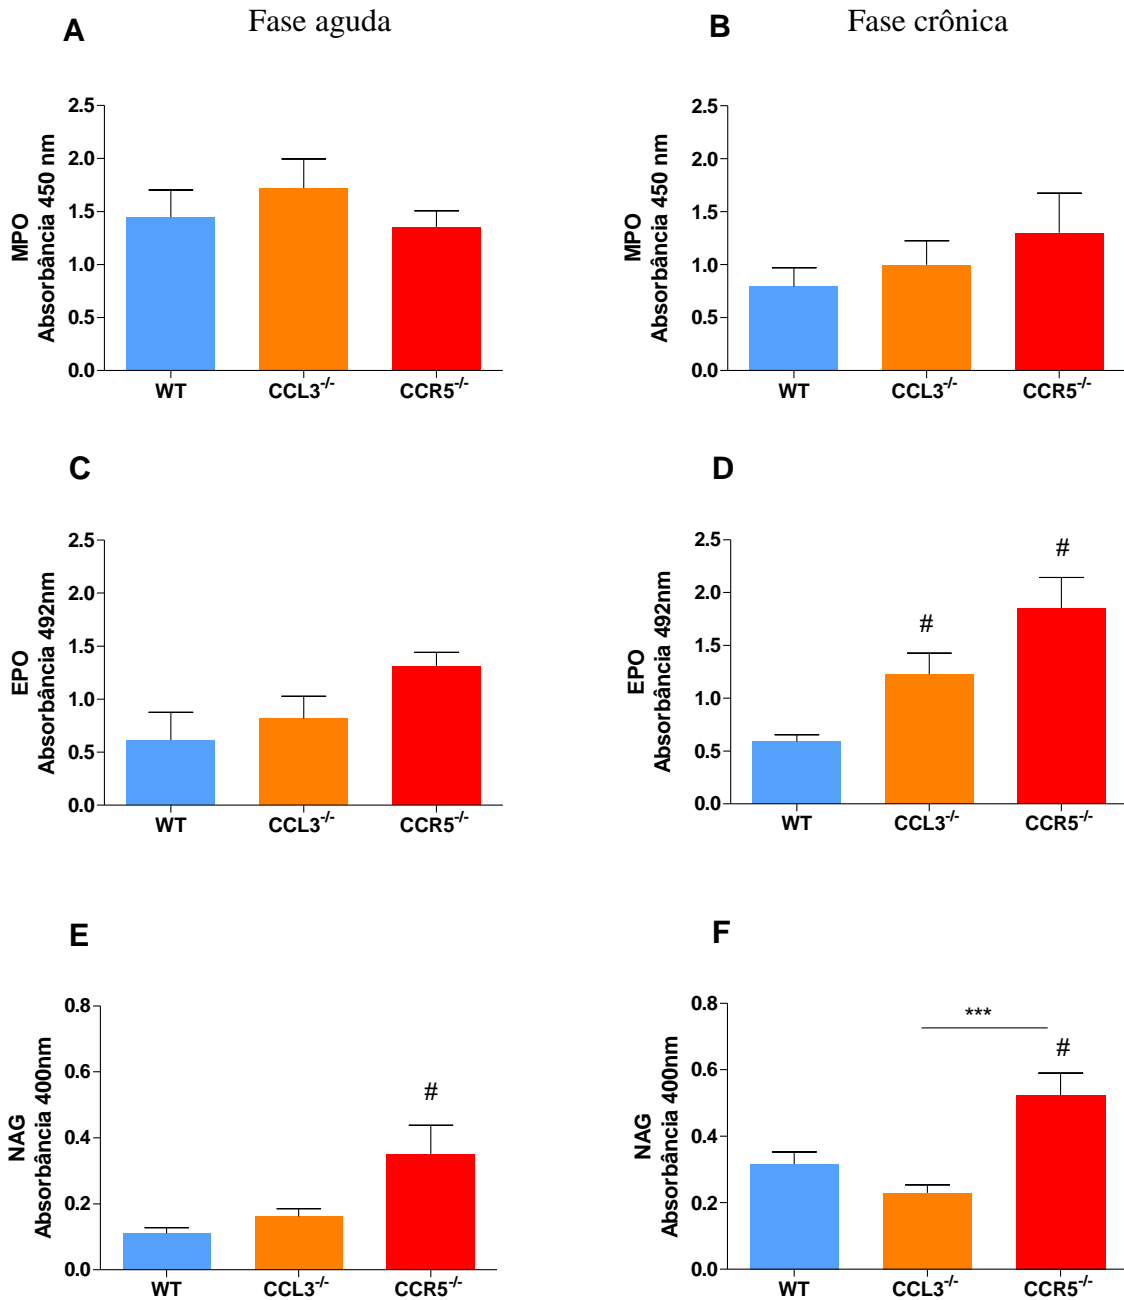 A
Fase aguda
B
Fase crônica
MPO
Absorbância 450 nm
2.5
2.0
1.5
1.0
0.5
0.0
WT
CCL3-/-
CCR5-/-
MPO
Absorbância 450 nm
2.5
2.0
1.5
1.0
0.5
0.0
WT
CCL3-/-
CCR5-/-
C
EPO
Absorbância 492nm
2.5
2.0
1.5
1.0
0.5
0.0
WT
CCL3-/-
CCR5-/-
D
EPO
Absorbância 492nm
2.5
2.0
1.5
1.0
0.5
0.0
#
#
WT
CCL3-/-
CCR5-/-
E
NAG
Absorbância 400nm
0.8
0.6
0.4
0.2
0.0
#
WT
CCL3-/-
CCR5-/-
F
NAG
Absorbância 400nm
0.8
0.6
0.4
0.2
0.0
***
#
WT
CCL3-/-
CCR5-/-